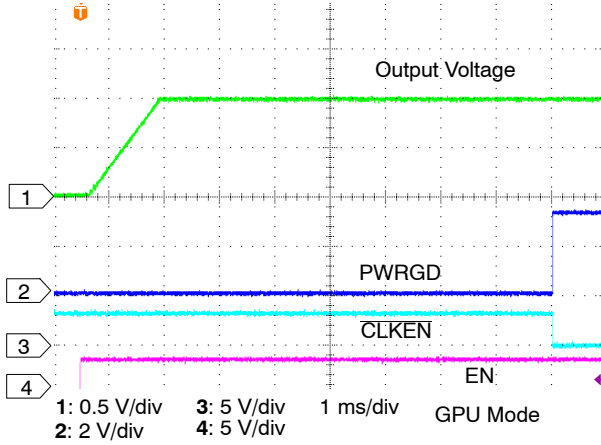 T
Output Voltage
1
PWRGD
2
CLKEN
3
EN
4
1: 0.5 V/div 3: 5 V/div 1 ms/div GPU Mode
2: 2 V/div 4: 5 V/div